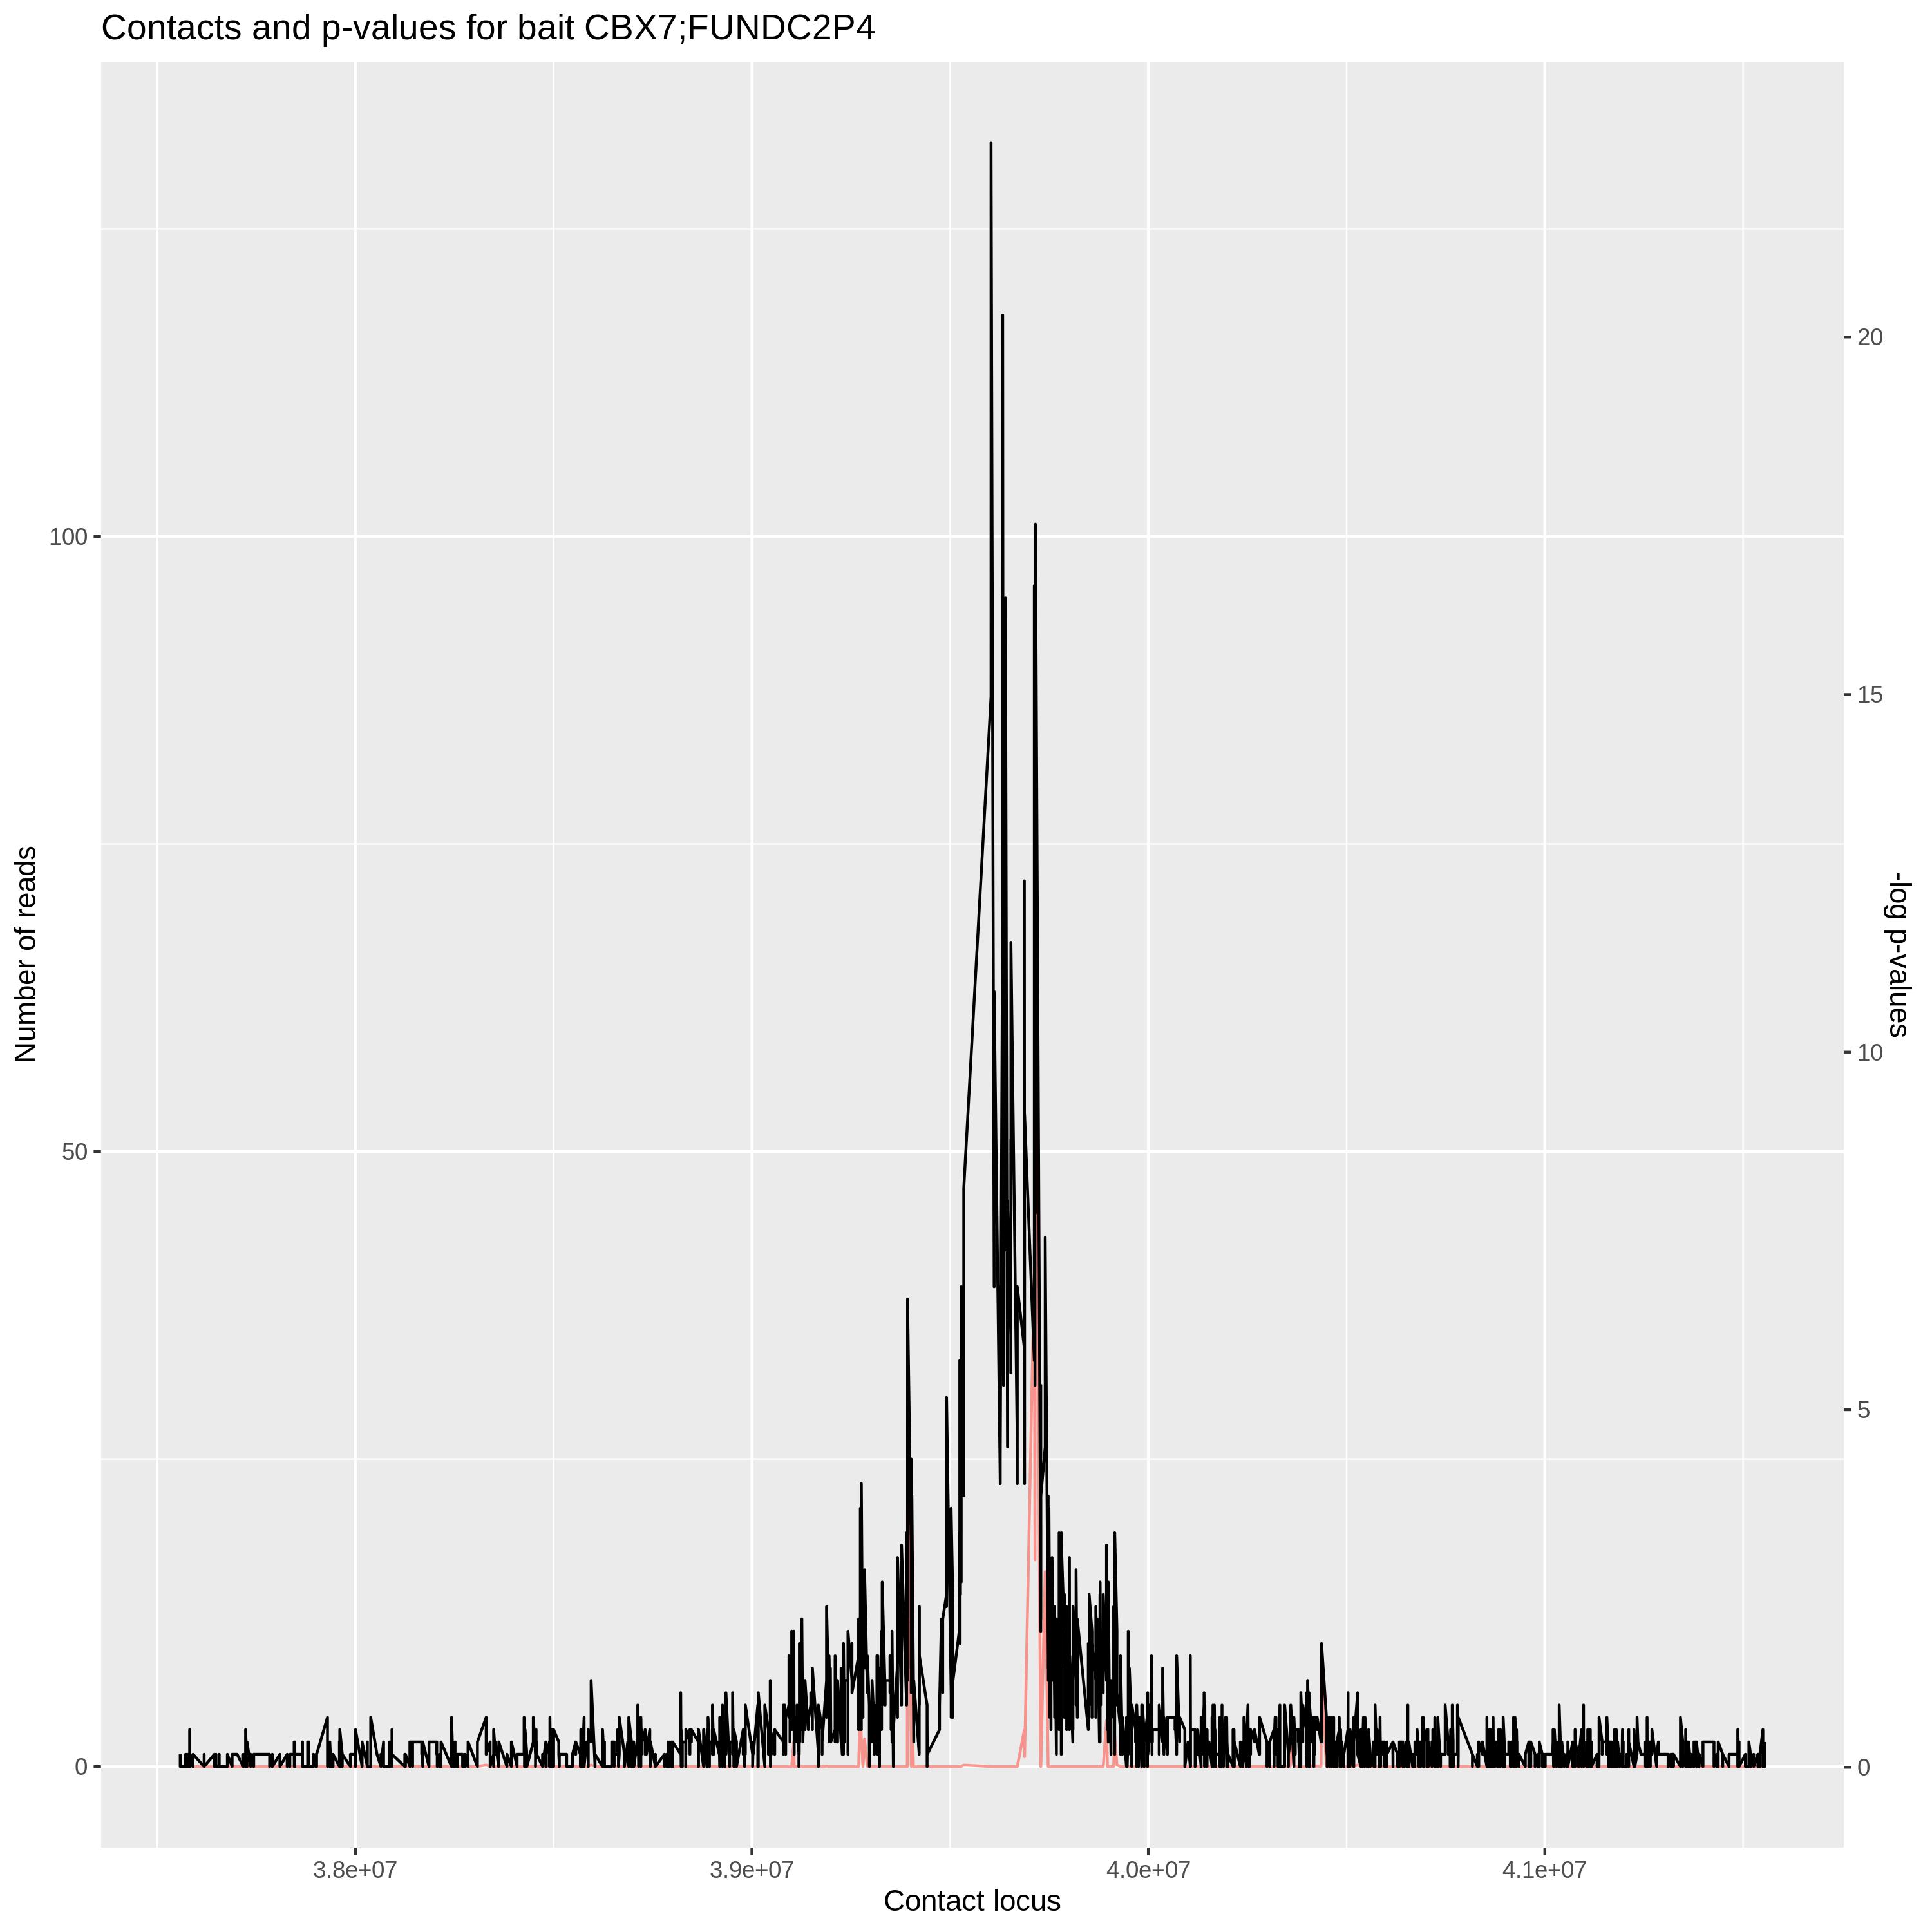 Contacts and p-values for bait CBX7;FUNDC2P4
100
50
0
Number of reads
20
15
10
5
0
-log p-values
3.8e+07
3.9e+07
4.0e+07
4.1e+07
Contact locus